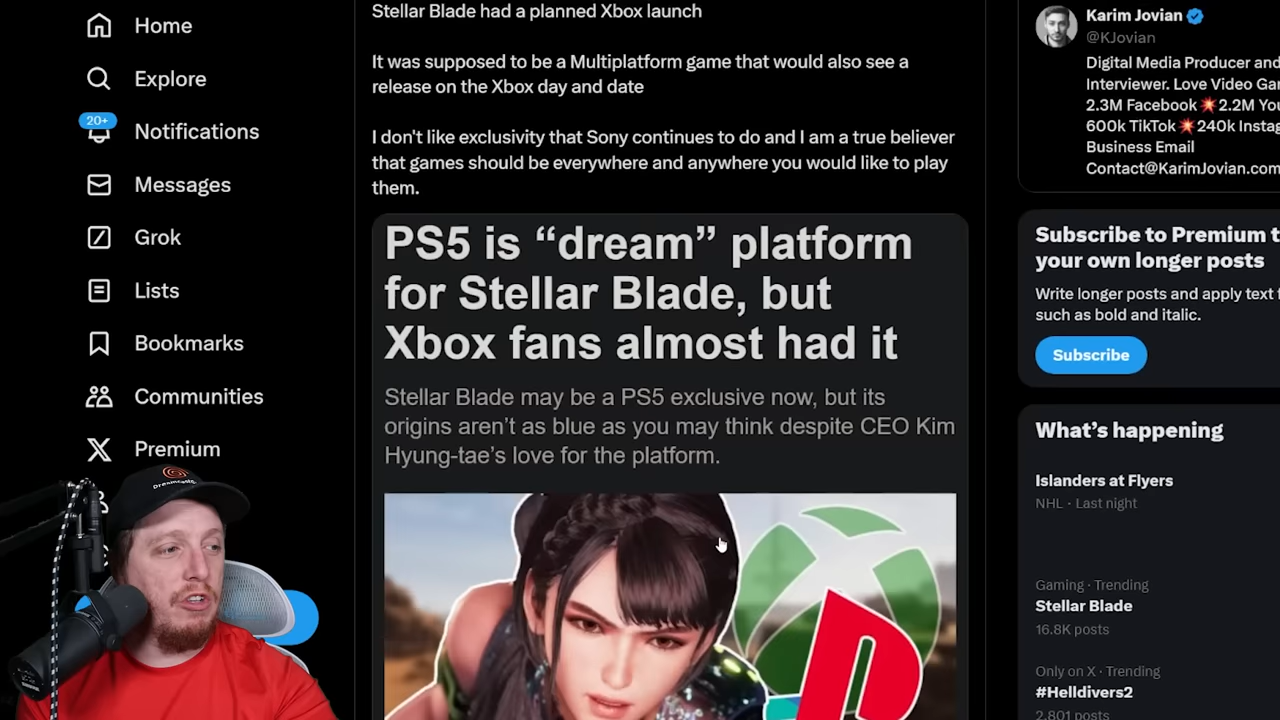 Home
Explore
20+
Notifications
Messages
Grok
Lists
Bookmarks
Communities
Premium
Dreamcast
Stellar Blade had a planned Xbox launch
It was supposed to be a Multiplatform game that would also see a
release on the Xbox day and date
I don't like exclusivity that Sony continues to do and I am a true believer
that games should be everywhere and anywhere you would like to play
them.
PS5 is “dream” platform
for Stellar Blade, but
Xbox fans almost had it
Stellar Blade may be a PS5 exclusive now, but its
origins aren’t as blue as you may think despite CEO Kim
Hyung-tae’s love for the platform.
Karim Jovian
@KJovian
Digital Media Producer and
Interviewer. Love Video Ga
2.3M Facebook 💥2.2M You
600k TikTok 💥240k Instag
Business Email
Contact@KarimJovian.com
Subscribe to Premium t
your own longer posts
Write longer posts and apply text f
such as bold and italic.
Subscribe
What’s happening
Islanders at Flyers
NHL · Last night
Gaming · Trending
Stellar Blade
16.8K posts
Only on X · Trending
#Helldivers2
2,801 posts